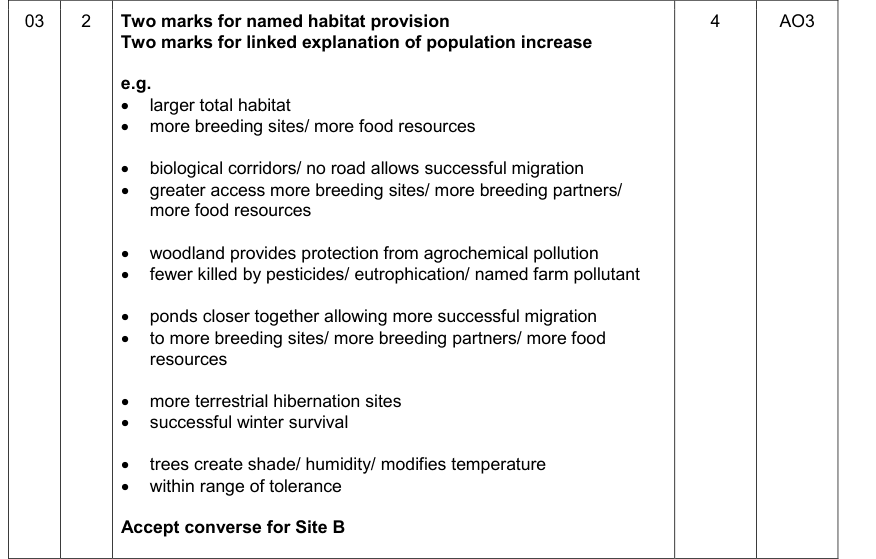 03 2 Two marks for named habitat provision 4 AO3
Two marks for linked explanation of population increase
e.g.
• larger total habitat
• more breeding sites/ more food resources
• biological corridors/ no road allows successful migration
• greater access more breeding sites/ more breeding partners/
more food resources
• woodland provides protection from agrochemical pollution
• fewer killed by pesticides/ eutrophication/ named farm pollutant
• ponds closer together allowing more successful migration
• to more breeding sites/ more breeding partners/ more food
resources
• more terrestrial hibernation sites
• successful winter survival
• trees create shade/ humidity/ modifies temperature
• within range of tolerance
Accept converse for Site B